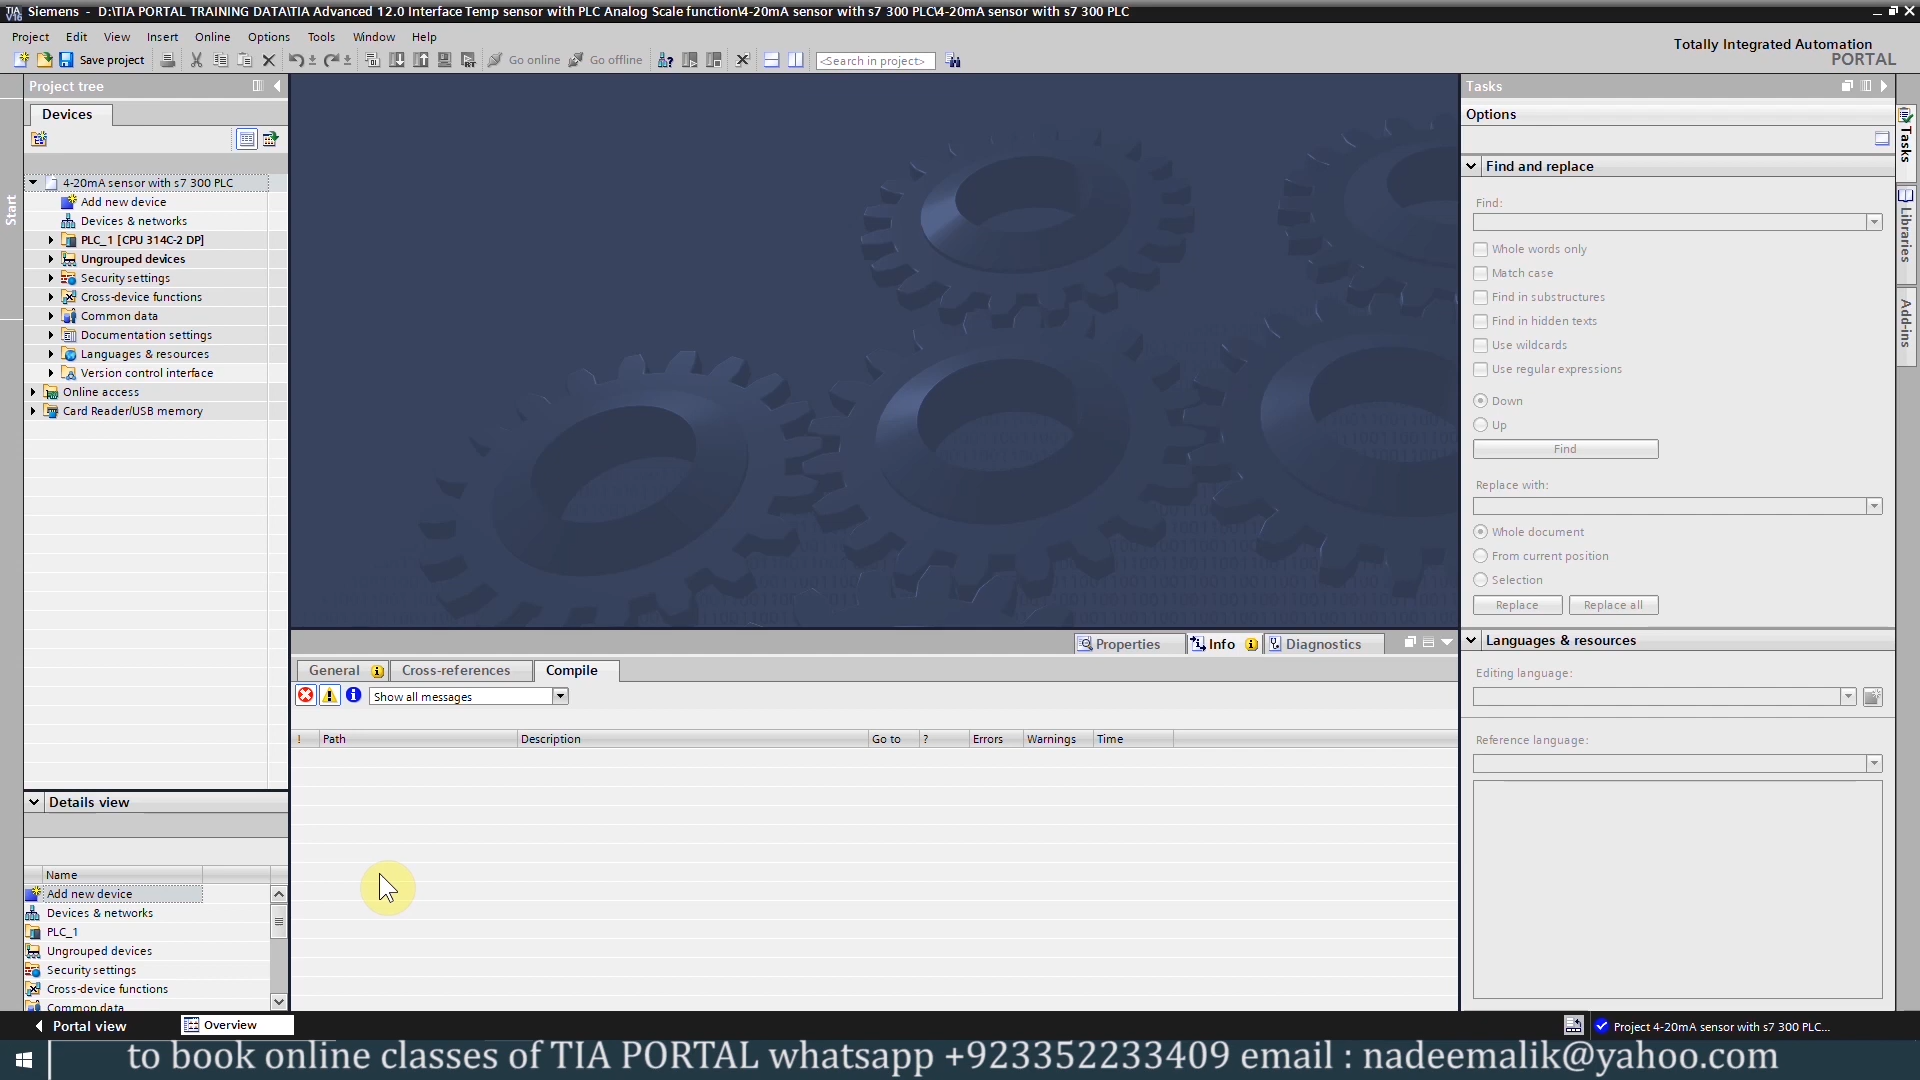 Siemens - D:\TIA PORTAL TRAINING DATA\TIA Advanced 12.0 Interface Temp sensor with PLC Analog Scale function\4-20mA sensor with s7 300 PLC\4-20mA sensor with s7 300 PLC
Project Edit View Insert Online Options Tools Window Help
Totally Integrated Automation
PORTAL
Save project Go online Go offline <Search in project>
Project tree
Devices
Start
4-20mA sensor with s7 300 PLC
Add new device
Devices & networks
PLC_1 [CPU 314C-2 DP]
Ungrouped devices
Security settings
Cross-device functions
Common data
Documentation settings
Languages & resources
Version control interface
Online access
Card Reader/USB memory
Details view
Name
Add new device
Devices & networks
PLC_1
Ungrouped devices
Security settings
Cross-device functions
Common data
Properties Info Diagnostics
General Cross-references Compile
Show all messages
! Path Description Go to ? Errors Warnings Time
Tasks
Options
Find and replace
Find:
Whole words only
Match case
Find in substructures
Find in hidden texts
Use wildcards
Use regular expressions
Down
Up
Find
Replace with:
Whole document
From current position
Selection
Replace Replace all
Languages & resources
Editing language:
Reference language:
Tasks
Libraries
Add-ins
Portal view Overview Project 4-20mA sensor with s7 300 PLC...
to book online classes of TIA PORTAL whatsapp +923352233409 email : nadeemalik@yahoo.com